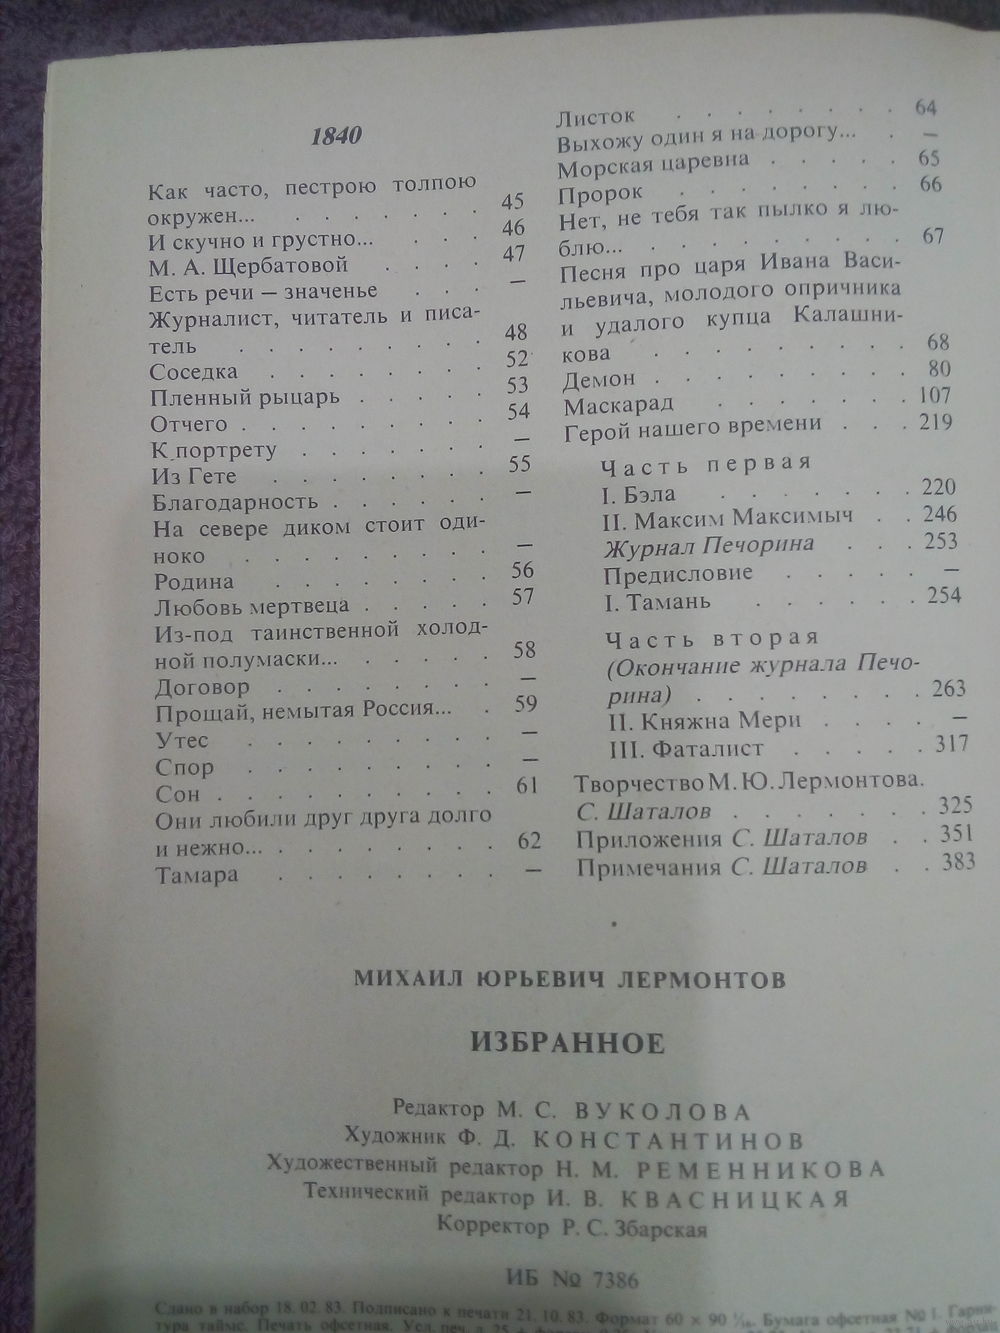 1840
Как часто, пестрою толпою
окружен... . . . . . . . 45
И скучно и грустно... . . . 46
М. А. Щербатовой . . . . 47
Есть речи — значенье . . . —
Журналист, читатель и писа-
тель . . . . . . . . . 48
Соседка . . . . . . . . 52
Пленный рыцарь . . . . . 53
Отчего . . . . . . . . . 54
К портрету . . . . . . . —
Из Гете . . . . . . . . 55
Благодарность . . . . . . —
На севере диком стоит оди-
ноко . . . . . . . . . —
Родина . . . . . . . . 56
Любовь мертвеца . . . . . 57
Из-под таинственной холод-
ной полумаски... . . . . . 58
Договор . . . . . . . . —
Прощай, немытая Россия... . 59
Утес . . . . . . . . . —
Спор . . . . . . . . . —
Сон . . . . . . . . . . 61
Они любили друг друга долго
и нежно... . . . . . . . . 62
Тамара . . . . . . . . —
Листок . . . . . . . . 64
Выхожу один я на дорогу... . —
Морская царевна . . . . . 65
Пророк . . . . . . . . 66
Нет, не тебя так пылко я лю-
блю... . . . . . . . . . 67
Песня про царя Ивана Васи-
льевича, молодого опричника
и удалого купца Калашни-
кова . . . . . . . . . 68
Демон . . . . . . . . . 80
Маскарад . . . . . . . 107
Герой нашего времени . . . 219
Часть первая
I. Бэла . . . . . . . 220
II. Максим Максимыч . . 246
Журнал Печорина . . . 253
Предисловие . . . . . —
I. Тамань . . . . . . 254
Часть вторая
(Окончание журнала Печо-
рина) . . . . . . . . 263
II. Княжна Мери . . . . —
III. Фаталист . . . . . 317
Творчество М. Ю. Лермонтова.
С. Шаталов . . . . . . . 325
Приложения С. Шаталов . . 351
Примечания С. Шаталов . . 383
МИХАИЛ ЮРЬЕВИЧ ЛЕРМОНТОВ
ИЗБРАННОЕ
Редактор М. С. ВУКОЛОВА
Художник Ф. Д. КОНСТАНТИНОВ
Художественный редактор Н. М. РЕМЕННИКОВА
Технический редактор И. В. КВАСНИЦКАЯ
Корректор Р. С. Збарская
ИБ № 7386
Сдано в набор 18. 02. 83. Подписано к печати 21. 10. 83. Формат 60 × 90 1/16. Бумага офсетная № 1. Гарни-
тура таймс. Печать офсетная. Усл. печ. л. 25